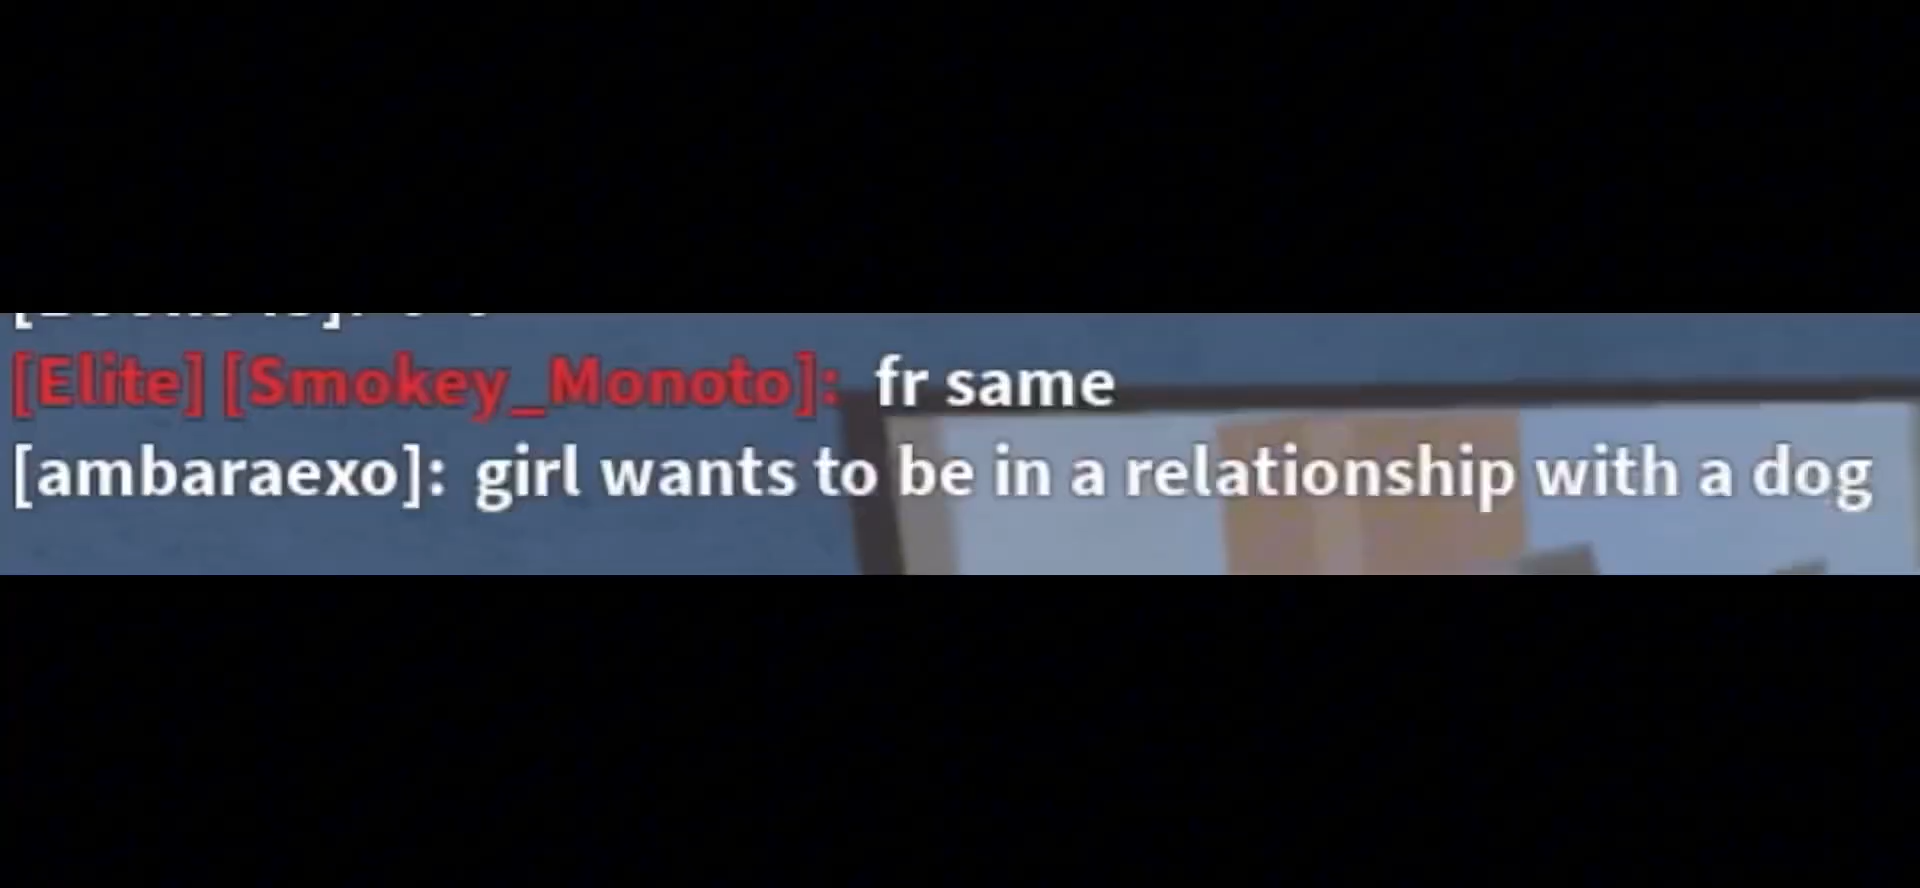 [Elite] [Smokey_Monoto]: fr same
[ambaraexo]: girl wants to be in a relationship with a dog